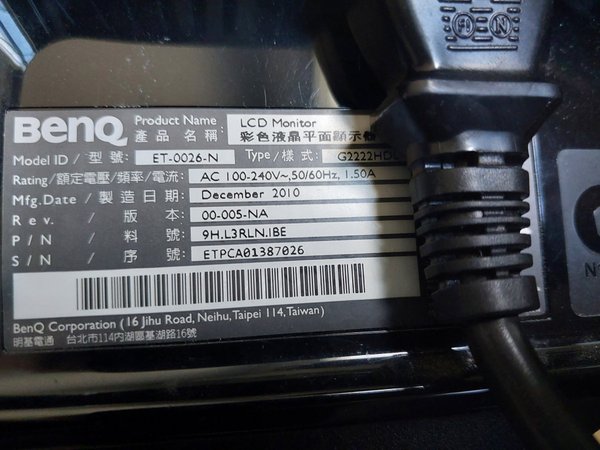 BenQ
Product Name LCD Monitor
產品名稱: 彩色液晶平面顯示器
Model ID / 型號: ET-0026-N Type / 樣式: G2222HDL
Rating/額定電壓/頻率/電流: AC 100-240V~,50/60Hz, 1.50A
Mfg.Date / 製造日期: December 2010
Rev. / 版本: 00-005-NA
P/N / 料號: 9H.L3RLN.IBE
S/N / 序號: ETPCA01387026
BenQ Corporation (16 Jihu Road, Neihu,Taipei 114,Taiwan)
明基電通 台北市114內湖區基湖路16號